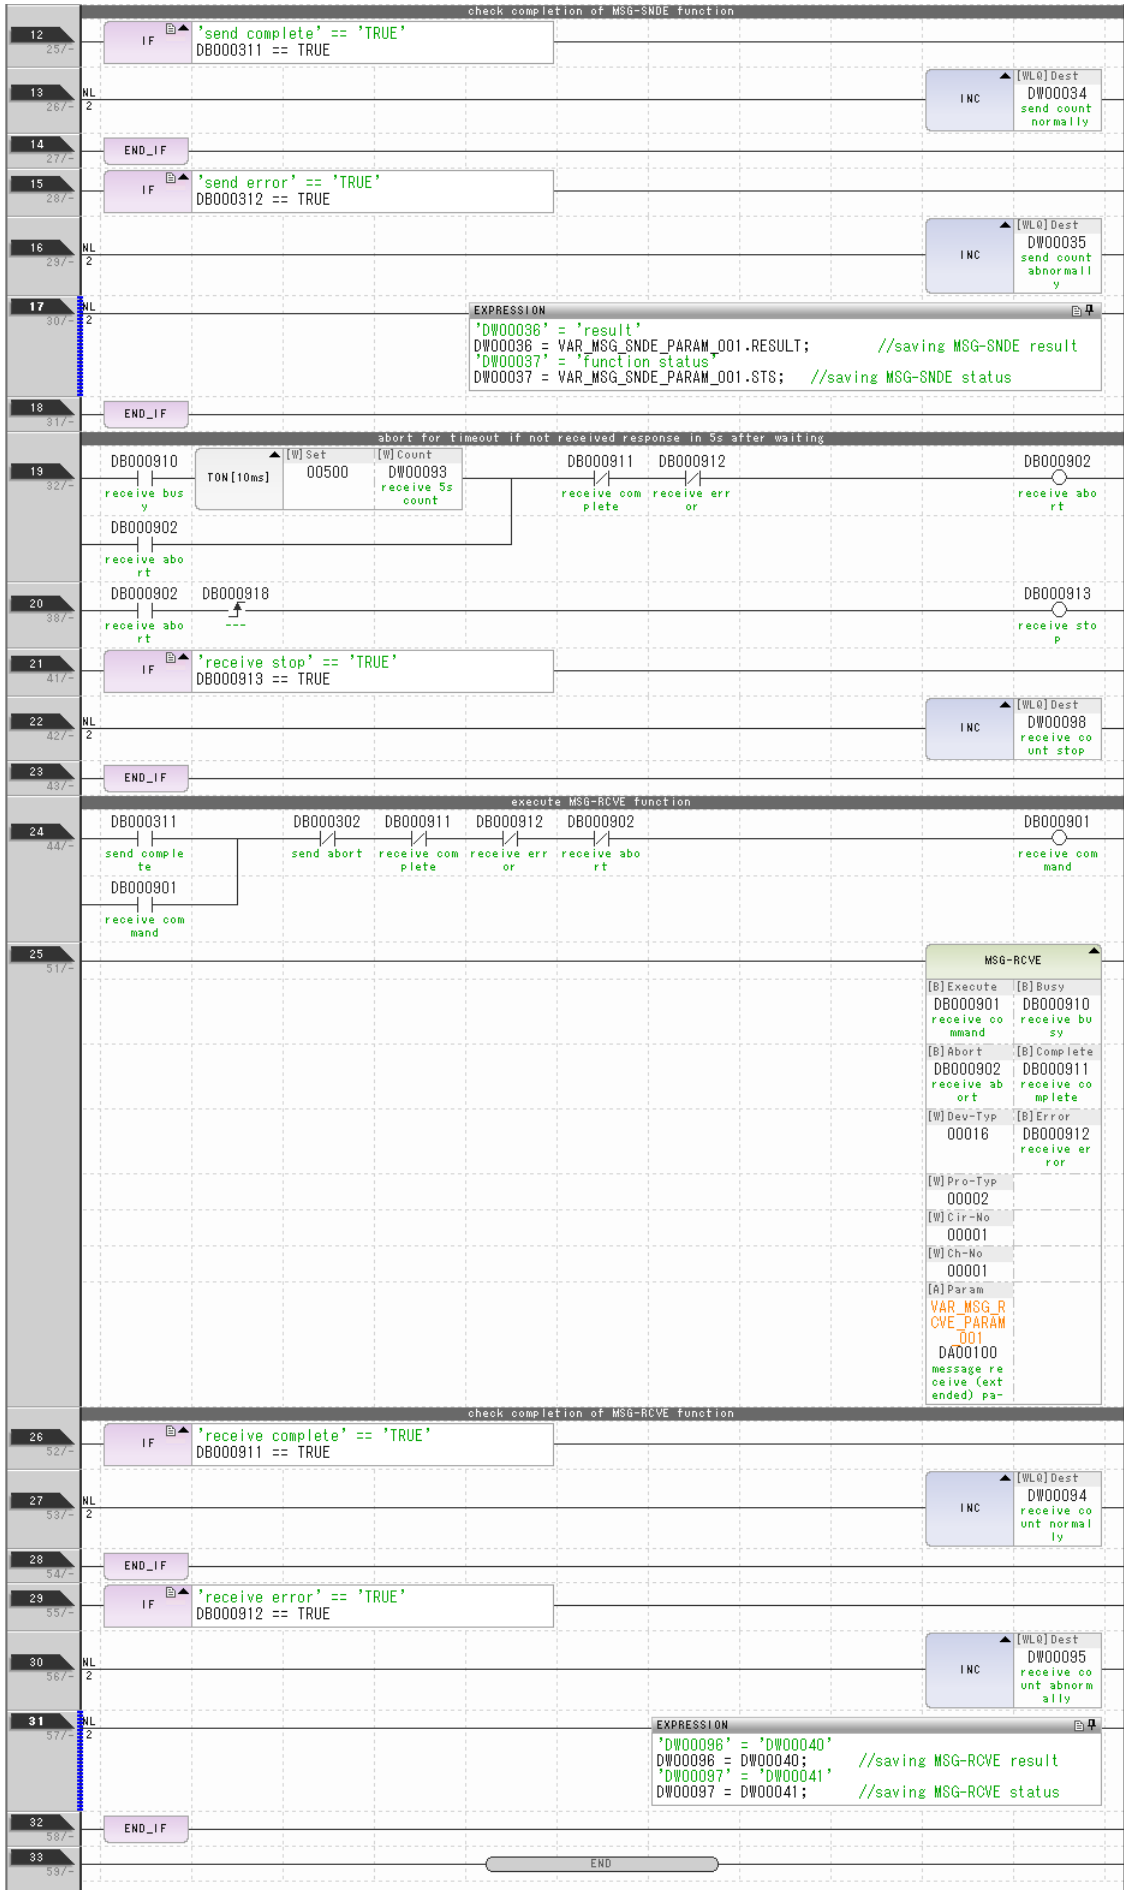 check completion of MSG-SNDE function
12
25/-
IF
'send complete' == 'TRUE'
DB000311 == TRUE
13
26/-
NL
2
INC
[WLQ]Dest
DW00034
send count
normally
14
27/-
END_IF
15
28/-
IF
'send error' == 'TRUE'
DB000312 == TRUE
16
29/-
NL
2
INC
[WLQ]Dest
DW00035
send count
abnormall
y
17
30/-
NL
2
EXPRESSION
'DW00036' = 'result'
DW00036 = VAR_MSG_SNDE_PARAM_001.RESULT; //saving MSG-SNDE result
'DW00037' = 'function status'
DW00037 = VAR_MSG_SNDE_PARAM_001.STS; //saving MSG-SNDE status
18
31/-
END_IF
abort for timeout if not received response in 5s after waiting
19
32/-
DB000910
receive bus
y
TON[10ms]
[W]Set
00500
[W]Count
DW00093
receive 5s
count
DB000911
receive com
plete
DB000912
receive err
or
DB000902
receive abo
rt
DB000902
receive abo
rt
20
38/-
DB000902
receive abo
rt
DB000918
---
DB000913
receive sto
p
21
41/-
IF
'receive stop' == 'TRUE'
DB000913 == TRUE
22
42/-
NL
2
INC
[WLQ]Dest
DW00098
receive co
unt stop
23
43/-
END_IF
execute MSG-RCVE function
24
44/-
DB000311
send comple
te
DB000302
send abort
DB000911
receive com
plete
DB000912
receive err
or
DB000902
receive abo
rt
DB000901
receive com
mand
DB000901
receive com
mand
25
51/-
MSG-RCVE
[B]Execute
DB000901
receive co
mmand
[B]Busy
DB000910
receive bu
sy
[B]Abort
DB000902
receive ab
ort
[B]Complete
DB000911
receive co
mplete
[W]Dev-Typ
00016
[B]Error
DB000912
receive er
ror
[W]Pro-Typ
00002
[W]Cir-No
00001
[W]Ch-No
00001
[A]Param
VAR_MSG_R
CVE_PARAM
_001
DA00100
message re
ceive (ext
ended) pa-
check completion of MSG-RCVE function
26
52/-
IF
'receive complete' == 'TRUE'
DB000911 == TRUE
27
53/-
NL
2
INC
[WLQ]Dest
DW00094
receive co
unt normal
ly
28
54/-
END_IF
29
55/-
IF
'receive error' == 'TRUE'
DB000912 == TRUE
30
56/-
NL
2
INC
[WLQ]Dest
DW00095
receive co
unt abnorm
ally
31
57/-
NL
2
EXPRESSION
'DW00096' = 'DW00040'
DW00096 = DW00040; //saving MSG-RCVE result
'DW00097' = 'DW00041'
DW00097 = DW00041; //saving MSG-RCVE status
32
58/-
END_IF
33
59/-
END